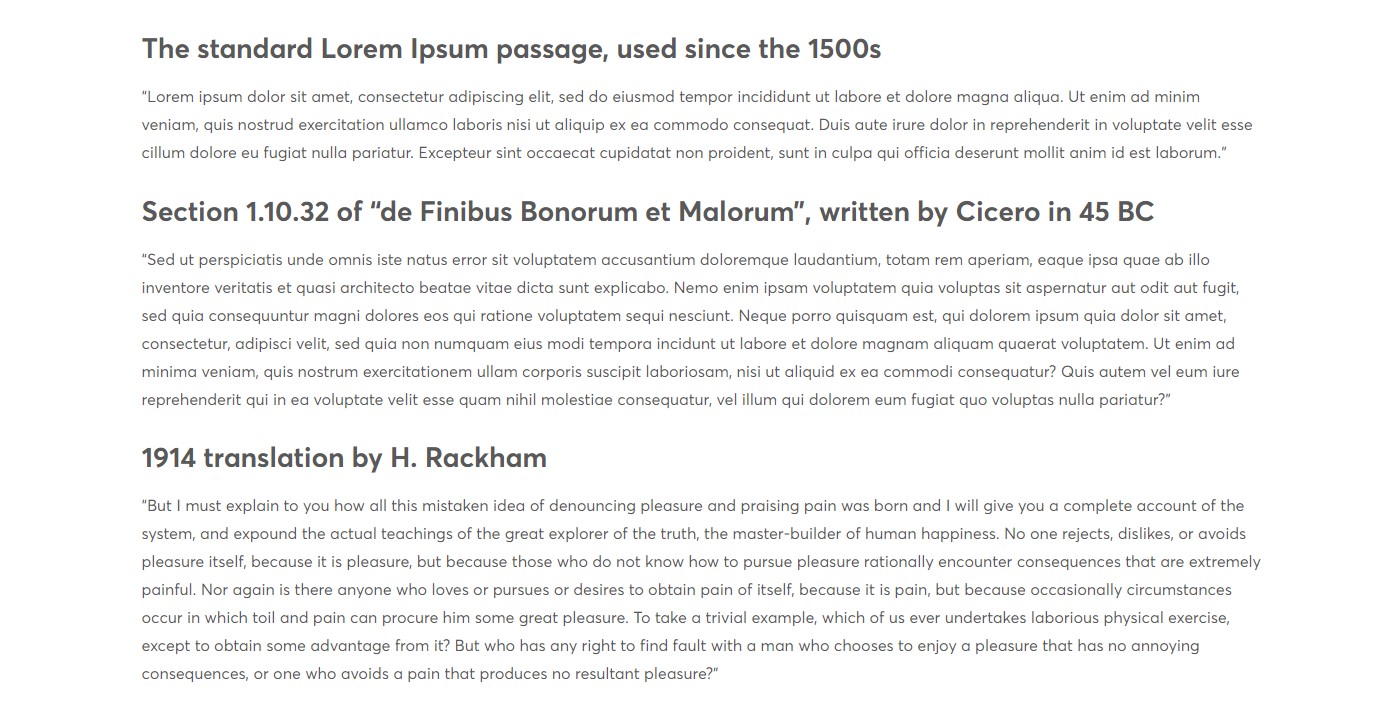 The standard Lorem Ipsum passage, used since the 1500s
"Lorem ipsum dolor sit amet, consectetur adipiscing elit, sed do eiusmod tempor incididunt ut labore et dolore magna aliqua. Ut enim ad minim
veniam, quis nostrud exercitation ullamco laboris nisi ut aliquip ex ea commodo consequat. Duis aute irure dolor in reprehenderit in voluptate velit esse
cillum dolore eu fugiat nulla pariatur. Excepteur sint occaecat cupidatat non proident, sunt in culpa qui officia deserunt mollit anim id est laborum."
Section 1.10.32 of “de Finibus Bonorum et Malorum”, written by Cicero in 45 BC
"Sed ut perspiciatis unde omnis iste natus error sit voluptatem accusantium doloremque laudantium, totam rem aperiam, eaque ipsa quae ab illo
inventore veritatis et quasi architecto beatae vitae dicta sunt explicabo. Nemo enim ipsam voluptatem quia voluptas sit aspernatur aut odit aut fugit,
sed quia consequuntur magni dolores eos qui ratione voluptatem sequi nesciunt. Neque porro quisquam est, qui dolorem ipsum quia dolor sit amet,
consectetur, adipisci velit, sed quia non numquam eius modi tempora incidunt ut labore et dolore magnam aliquam quaerat voluptatem. Ut enim ad
minima veniam, quis nostrum exercitationem ullam corporis suscipit laboriosam, nisi ut aliquid ex ea commodi consequatur? Quis autem vel eum iure
reprehenderit qui in ea voluptate velit esse quam nihil molestiae consequatur, vel illum qui dolorem eum fugiat quo voluptas nulla pariatur?"
1914 translation by H. Rackham
"But I must explain to you how all this mistaken idea of denouncing pleasure and praising pain was born and I will give you a complete account of the
system, and expound the actual teachings of the great explorer of the truth, the master-builder of human happiness. No one rejects, dislikes, or avoids
pleasure itself, because it is pleasure, but because those who do not know how to pursue pleasure rationally encounter consequences that are extremely
painful. Nor again is there anyone who loves or pursues or desires to obtain pain of itself, because it is pain, but because occasionally circumstances
occur in which toil and pain can procure him some great pleasure. To take a trivial example, which of us ever undertakes laborious physical exercise,
except to obtain some advantage from it? But who has any right to find fault with a man who chooses to enjoy a pleasure that has no annoying
consequences, or one who avoids a pain that produces no resultant pleasure?"